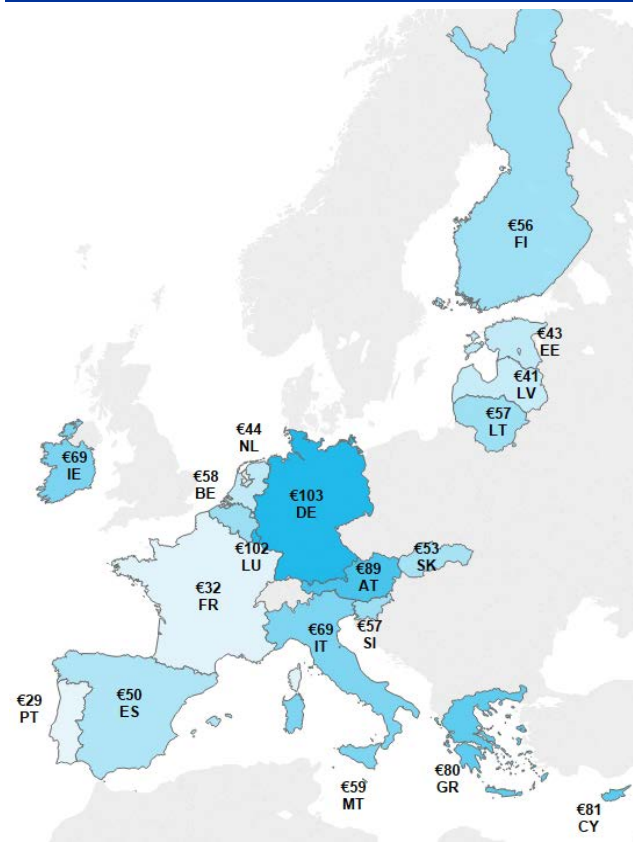 €56
FI
€43
EE
€41
LV
€57
LT
€44
NL
€69
IE
€58
BE
€103
DE
€102
LU
€53
SK
€89
AT
€32
FR
€57
SI
€69
IT
€29
PT
€50
ES
€59
MT
€80
GR
€81
CY